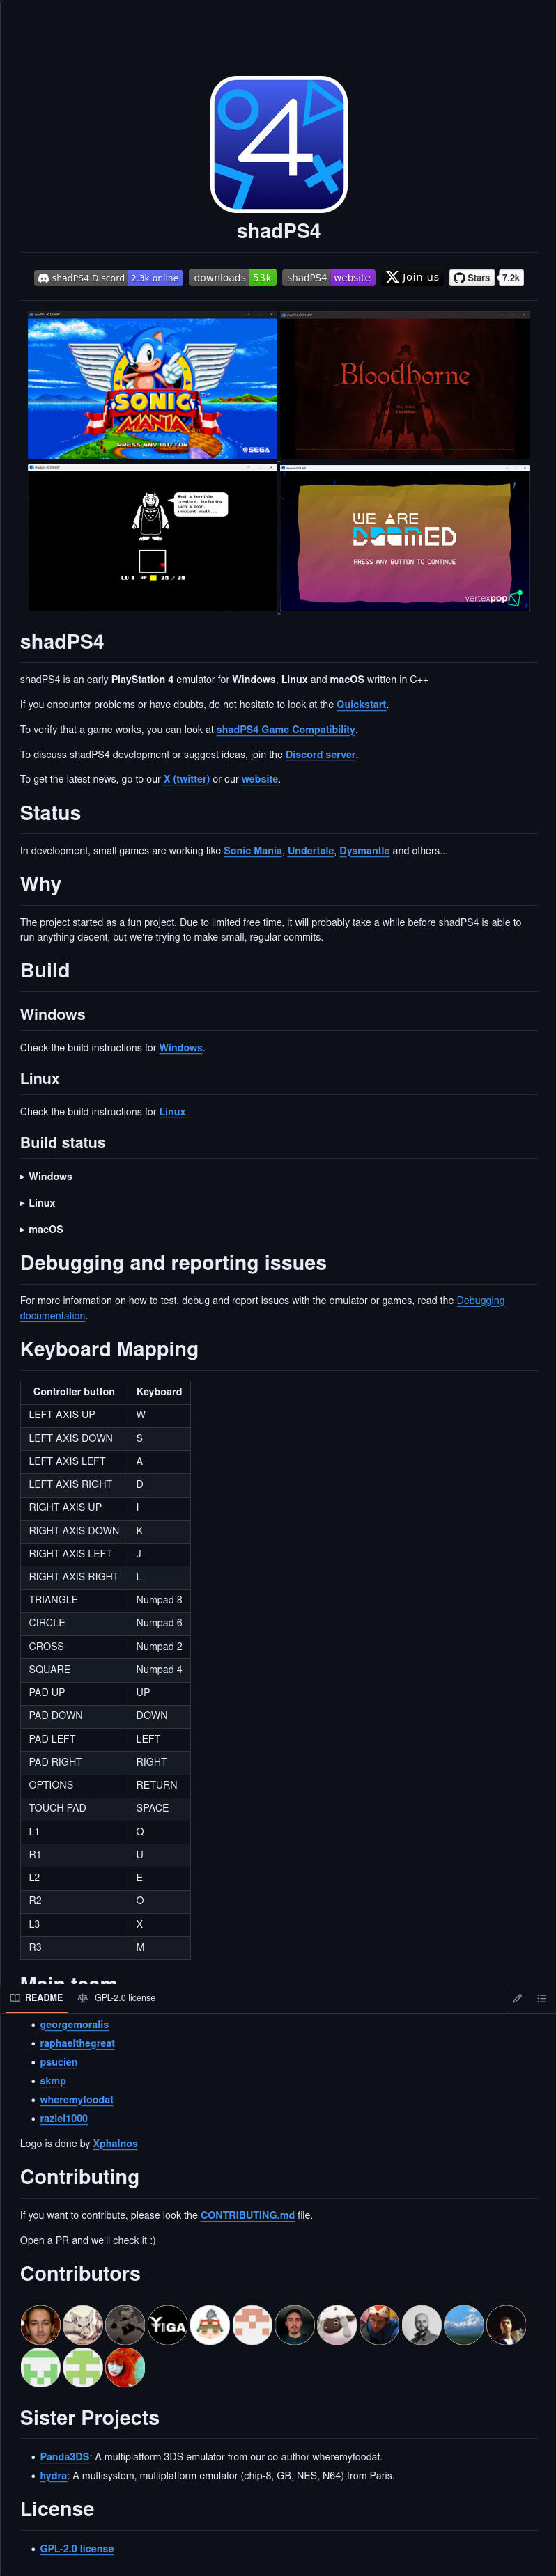 4
shadPS4
shadPS4 Discord 2.3k online downloads 53k shadPS4 website Join us Stars 7.2k
SONIC
MANIA
PRESS ANY BUTTON
©SEGA
Bloodborne
What a terrible
creature, torturing
such a poor,
innocent youth...
LV 1 HP 20 / 20
WE ARE
DOOMED
PRESS ANY BUTTON TO CONTINUE
vertexpop
shadPS4
shadPS4 is an early PlayStation 4 emulator for Windows, Linux and macOS written in C++
If you encounter problems or have doubts, do not hesitate to look at the Quickstart.
To verify that a game works, you can look at shadPS4 Game Compatibility.
To discuss shadPS4 development or suggest ideas, join the Discord server.
To get the latest news, go to our X (twitter) or our website.
Status
In development, small games are working like Sonic Mania, Undertale, Dysmantle and others...
Why
The project started as a fun project. Due to limited free time, it will probably take a while before shadPS4 is able to
run anything decent, but we're trying to make small, regular commits.
Build
Windows
Check the build instructions for Windows.
Linux
Check the build instructions for Linux.
Build status
▸ Windows
▸ Linux
▸ macOS
Debugging and reporting issues
For more information on how to test, debug and report issues with the emulator or games, read the Debugging
documentation.
Keyboard Mapping
Controller button Keyboard
LEFT AXIS UP W
LEFT AXIS DOWN S
LEFT AXIS LEFT A
LEFT AXIS RIGHT D
RIGHT AXIS UP I
RIGHT AXIS DOWN K
RIGHT AXIS LEFT J
RIGHT AXIS RIGHT L
TRIANGLE Numpad 8
CIRCLE Numpad 6
CROSS Numpad 2
SQUARE Numpad 4
PAD UP UP
PAD DOWN DOWN
PAD LEFT LEFT
PAD RIGHT RIGHT
OPTIONS RETURN
TOUCH PAD SPACE
L1 Q
R1 U
L2 E
R2 O
L3 X
R3 M
Main team
README GPL-2.0 license
• georgemoralis
• raphaelthegreat
• psucien
• skmp
• wheremyfoodat
• raziel1000
Logo is done by Xphalnos
Contributing
If you want to contribute, please look the CONTRIBUTING.md file.
Open a PR and we'll check it :)
Contributors
YIGA
Sister Projects
• Panda3DS: A multiplatform 3DS emulator from our co-author wheremyfoodat.
• hydra: A multisystem, multiplatform emulator (chip-8, GB, NES, N64) from Paris.
License
• GPL-2.0 license